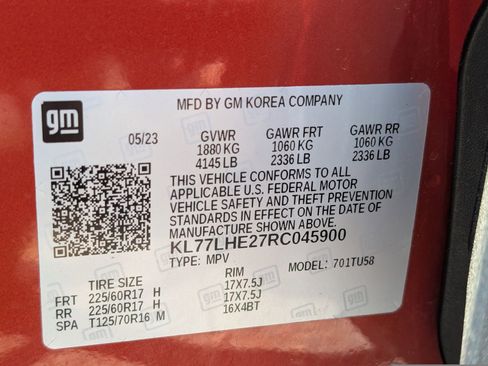 MFD BY GM KOREA COMPANY
gm
05/23 GVWR GAWR FRT GAWR RR
1880 KG 1060 KG 1060 KG
4145 LB 2336 LB 2336 LB
THIS VEHICLE CONFORMS TO ALL
APPLICABLE U.S. FEDERAL MOTOR
VEHICLE SAFETY AND THEFT PREVENTION
STANDARDS IN EFFECT ON THE DATE OF
MANUFACTURE SHOWN ABOVE.
KL77LHE27RC045900
TYPE: MPV MODEL: 701TU58
TIRE SIZE RIM
FRT 225/60R17 H 17X7.5J
RR 225/60R17 H 17X7.5J
SPA T125/70R16 M 16X4BT